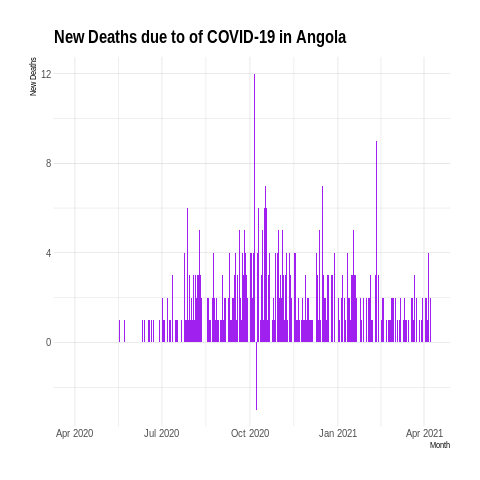 New Deaths due to of COVID-19 in Angola
New Deaths
12
8
4
0
Apr 2020 Jul 2020 Oct 2020 Jan 2021 Apr 2021
Month